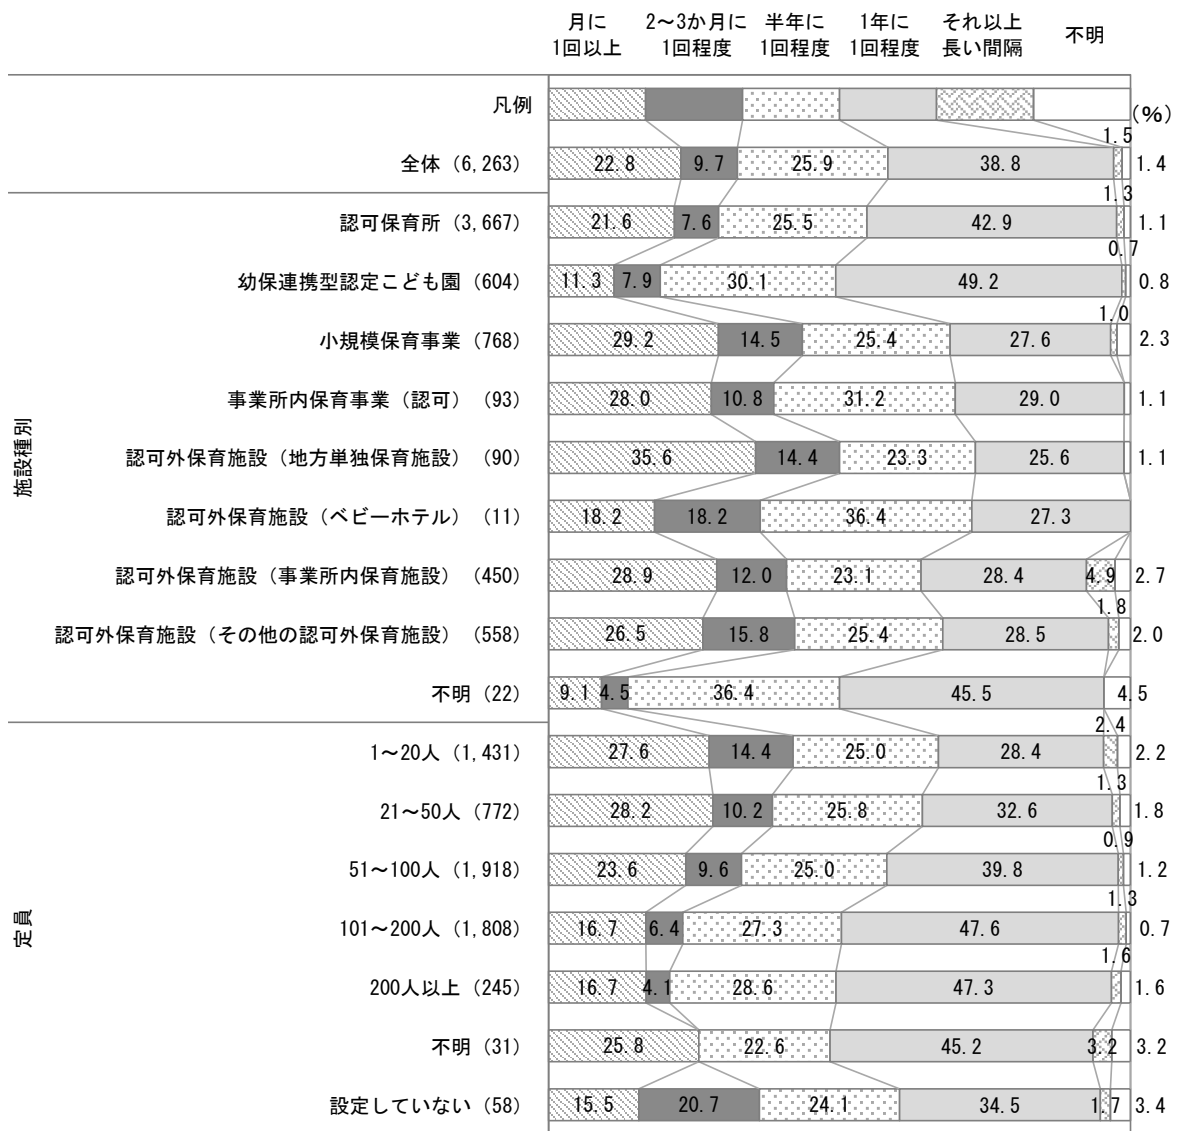 月に 2～3か月に 半年に 1年に それ以上 不明
1回以上 1回程度 1回程度 1回程度 長い間隔
凡例 (%)
1.5
全体（6,263） 22.8 9.7 25.9 38.8 1.4
1.3
認可保育所（3,667） 21.6 7.6 25.5 42.9 1.1
0.7
幼保連携型認定こども園（604） 11.3 7.9 30.1 49.2 0.8
1.0
小規模保育事業（768） 29.2 14.5 25.4 27.6 2.3
事業所内保育事業（認可）（93） 28.0 10.8 31.2 29.0 1.1
施設種別
認可外保育施設（地方単独保育施設）（90） 35.6 14.4 23.3 25.6 1.1
認可外保育施設（ベビーホテル）（11） 18.2 18.2 36.4 27.3
認可外保育施設（事業所内保育施設）（450） 28.9 12.0 23.1 28.4 4.9 2.7
1.8
認可外保育施設（その他の認可外保育施設）（558） 26.5 15.8 25.4 28.5 2.0
不明（22） 9.1 4.5 36.4 45.5 4.5
2.4
1～20人（1,431） 27.6 14.4 25.0 28.4 2.2
1.3
21～50人（772） 28.2 10.2 25.8 32.6 1.8
0.9
51～100人（1,918） 23.6 9.6 25.0 39.8 1.2
1.3
定員
101～200人（1,808） 16.7 6.4 27.3 47.6 0.7
1.6
200人以上（245） 16.7 4.1 28.6 47.3 1.6
不明（31） 25.8 22.6 45.2 3.2 3.2
設定していない（58） 15.5 20.7 24.1 34.5 1.7 3.4